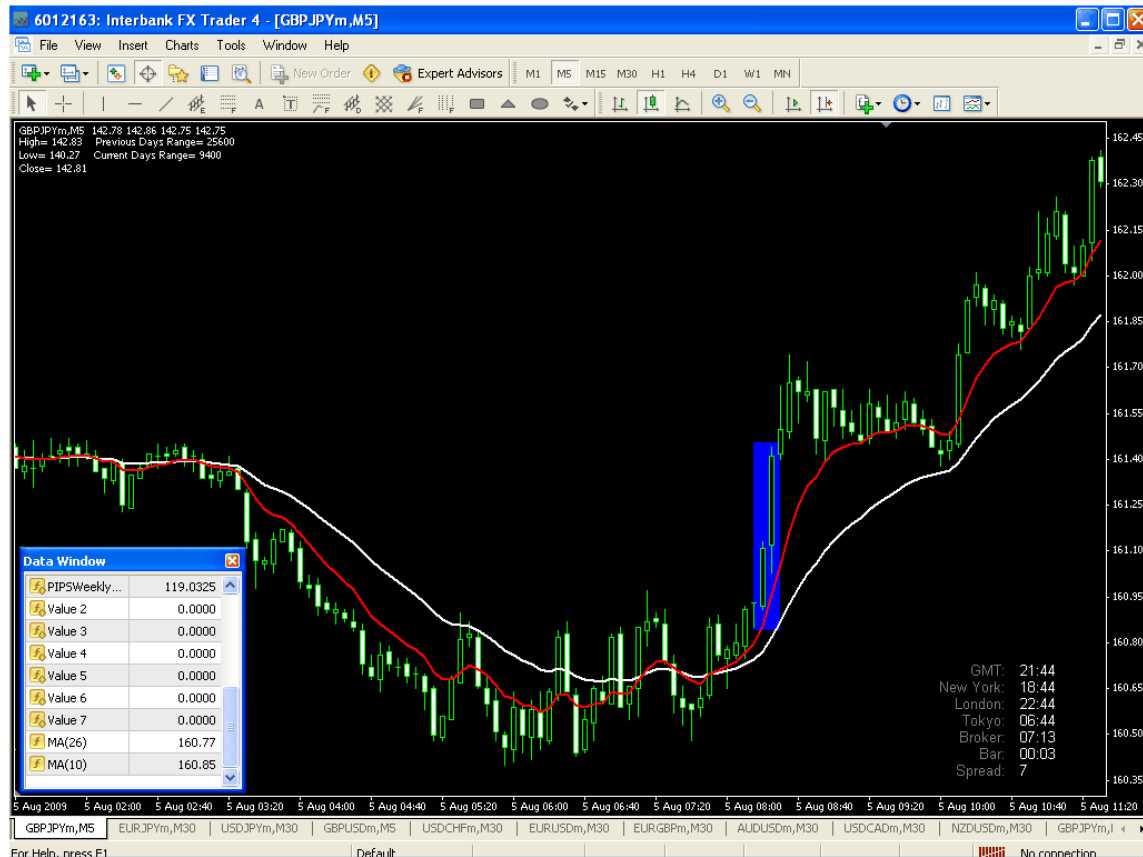 6012163: Interbank FX Trader 4 - [GBPJPYm,M5]
File View Insert Charts Tools Window Help
New Order Expert Advisors M1 M5 M15 M30 H1 H4 D1 W1 MN
A T
GBPJPYm,M5 142.78 142.86 142.75 142.75
High= 142.83 Previous Days Range= 25600
Low= 140.27 Current Days Range= 9400
Close= 142.81
162.45
162.30
162.15
162.00
161.85
161.70
161.55
161.40
161.25
161.10
160.95
160.80
160.65
160.50
160.35
Data Window
PIPSWeekly... 119.0325
Value 2 0.0000
Value 3 0.0000
Value 4 0.0000
Value 5 0.0000
Value 6 0.0000
Value 7 0.0000
MA(26) 160.77
MA(10) 160.85
GMT: 21:44
New York: 18:44
London: 22:44
Tokyo: 06:44
Broker: 07:13
Bar: 00:03
Spread: 7
5 Aug 2009 5 Aug 02:00 5 Aug 02:40 5 Aug 03:20 5 Aug 04:00 5 Aug 04:40 5 Aug 05:20 5 Aug 06:00 5 Aug 06:40 5 Aug 07:20 5 Aug 08:00 5 Aug 08:40 5 Aug 09:20 5 Aug 10:00 5 Aug 10:40 5 Aug 11:20
GBPJPYm,M5 EURJPYm,M30 USDJPYm,M30 GBPUSDm,M5 USDCHFm,M30 EURUSDm,M30 EURGBPm,M30 AUDUSDm,M30 USDCADm,M30 NZDUSDm,M30 GBPJPYm,
For Help, press F1 Default No connection